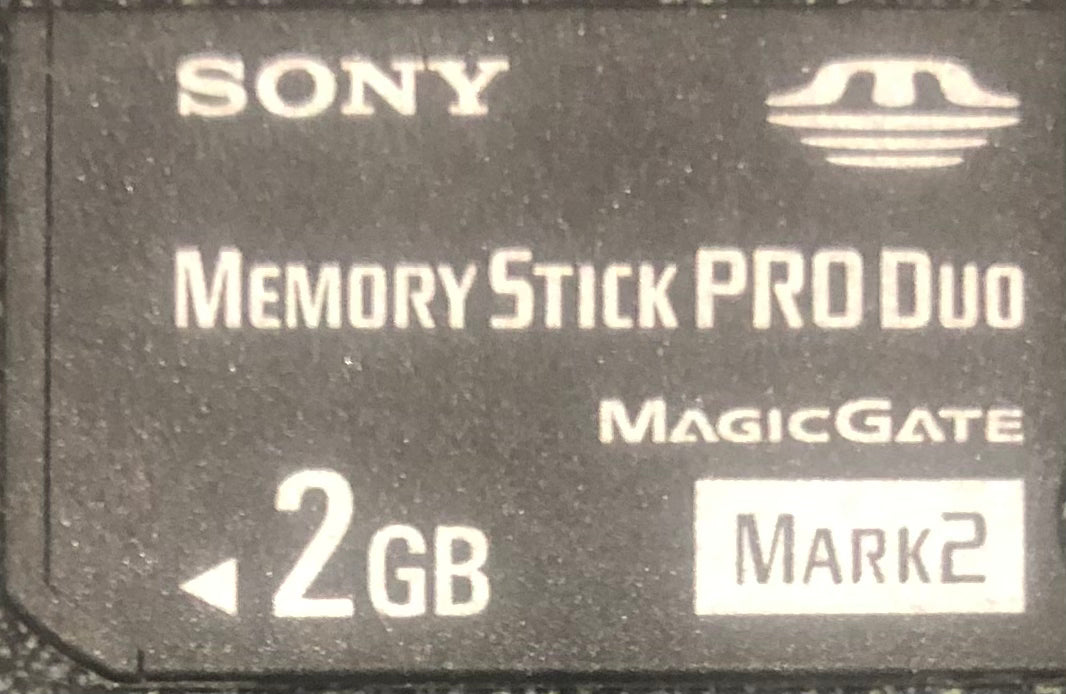 SONY
MEMORY STICK PRO DUO
MAGICGATE
2GB
MARK2